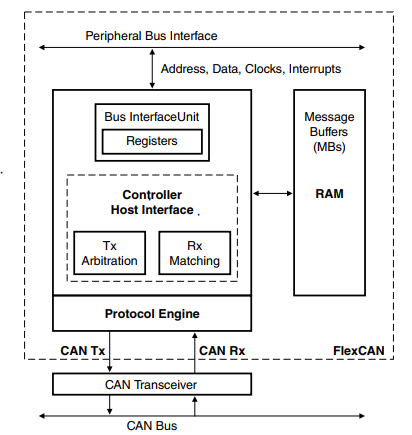 Peripheral Bus Interface
Address, Data, Clocks, Interrupts
Bus InterfaceUnit
Registers
Message
Buffers
(MBs)
RAM
Controller
Host Interface
Tx
Arbitration
Rx
Matching
Protocol Engine
CAN Tx
CAN Rx
FlexCAN
CAN Transceiver
CAN Bus